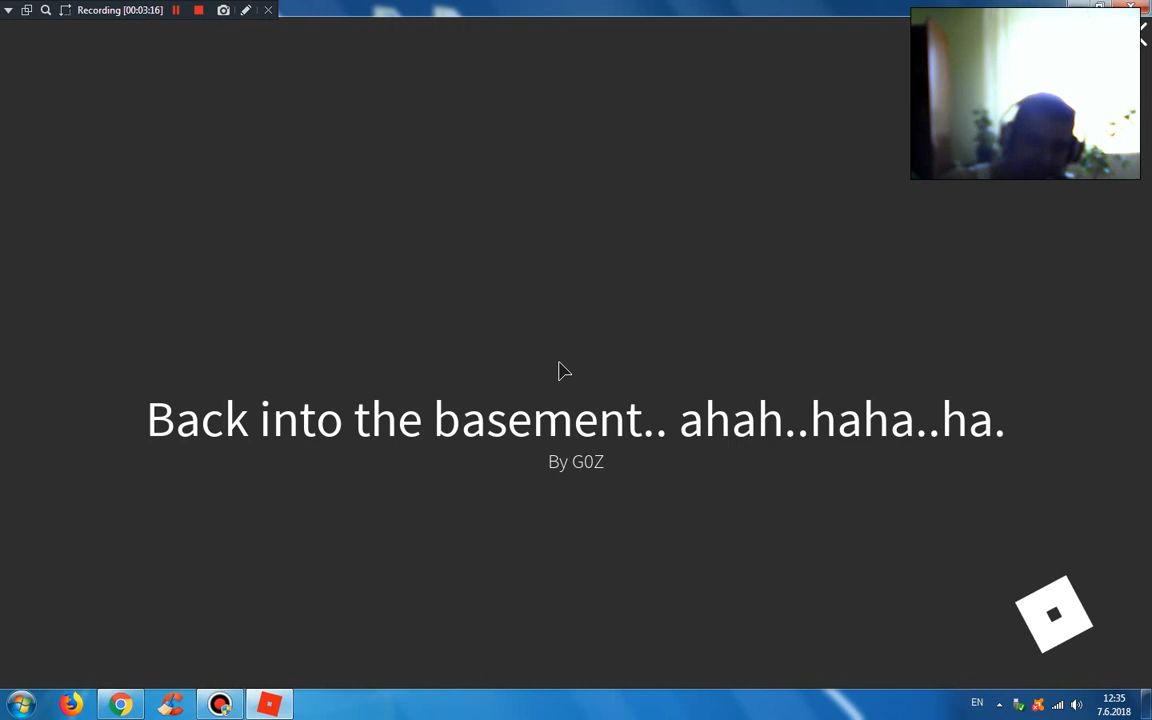 Recording [00:03:16]
Back into the basement.. ahah..haha..ha.
By G0Z
EN
12:35
7.6.2018